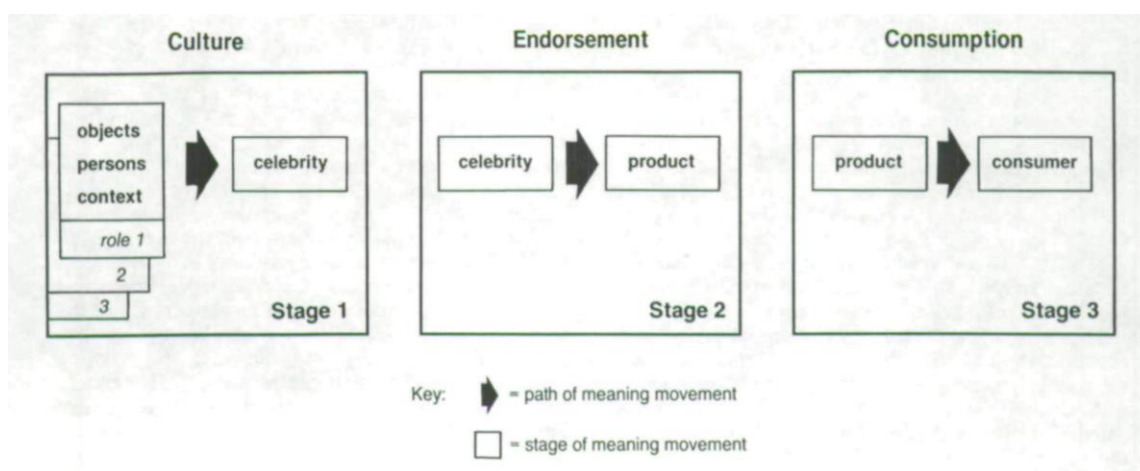 Culture
Endorsement
Consumption
objects
persons
context
role 1
2
3
celebrity
Stage 1
celebrity
product
Stage 2
product
consumer
Stage 3
Key:
= path of meaning movement
= stage of meaning movement